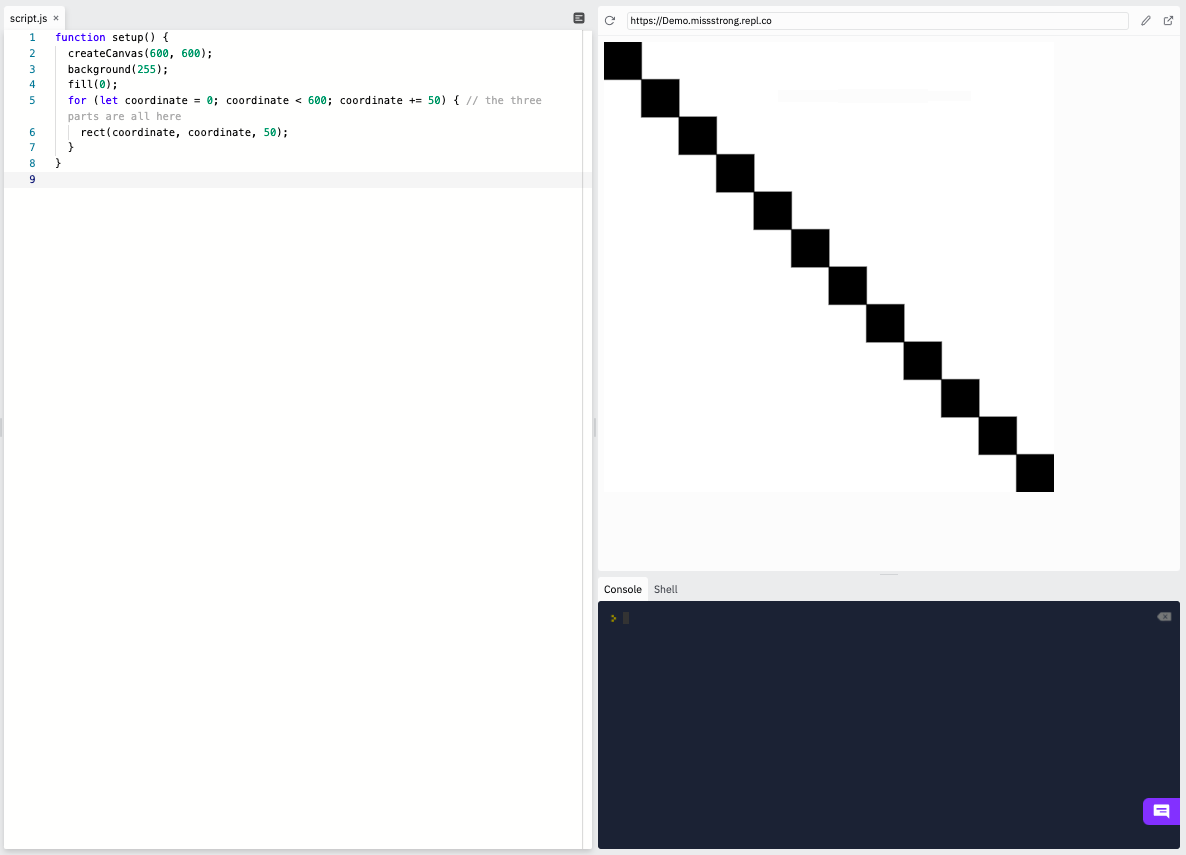 script.js ×
1 function setup() {
2 createCanvas(600, 600);
3 background(255);
4 fill(0);
5 for (let coordinate = 0; coordinate < 600; coordinate += 50) { // the three
parts are all here
6 rect(coordinate, coordinate, 50);
7 }
8 }
9
https://Demo.missstrong.repl.co
Console Shell